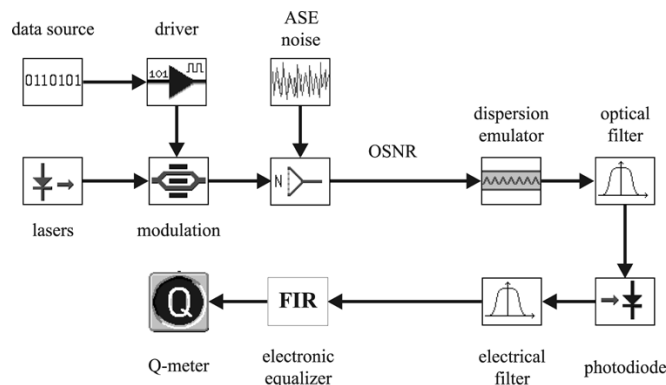 data source
driver
ASE
noise
0110101
101
dispersion
emulator
optical
filter
OSNR
N
lasers
modulation
Q
FIR
Q-meter
electronic
equalizer
electrical
filter
photodiode